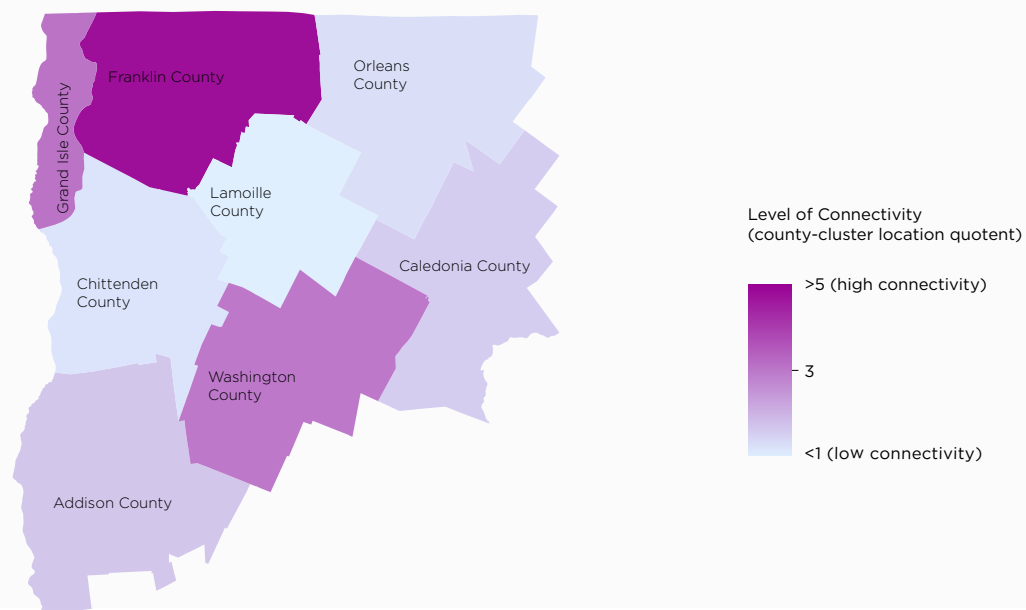 Franklin County
Orleans
County
Grand Isle County
Lamoille
County
Caledonia County
Chittenden
County
Washington
County
Addison County
Level of Connectivity
(county-cluster location quotent)
>5 (high connectivity)
3
<1 (low connectivity)